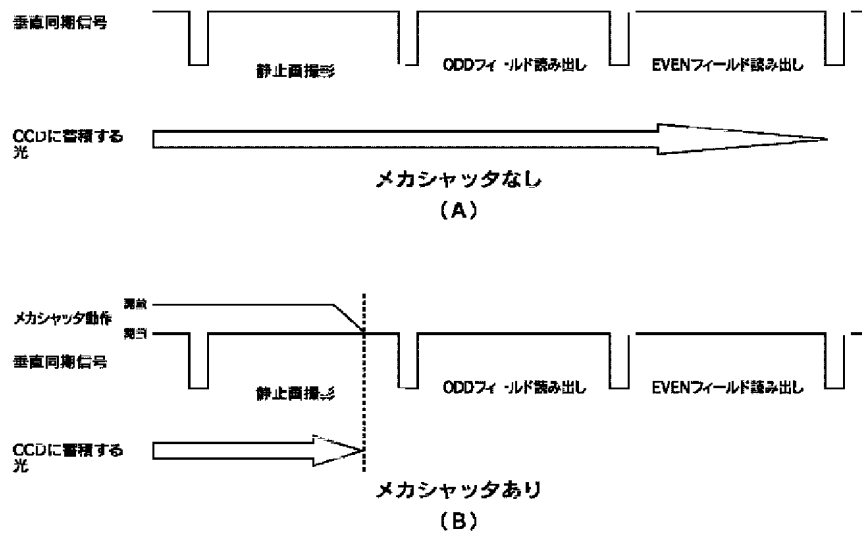 垂直同期信号
静止画撮影 ODDフィールド読み出し EVENフィールド読み出し
CCDに蓄積する
光
メカシャッタなし
(A)
メカシャッタ動作
垂直同期信号
静止画撮影 ODDフィールド読み出し EVENフィールド読み出し
CCDに蓄積する
光
メカシャッタあり
(B)